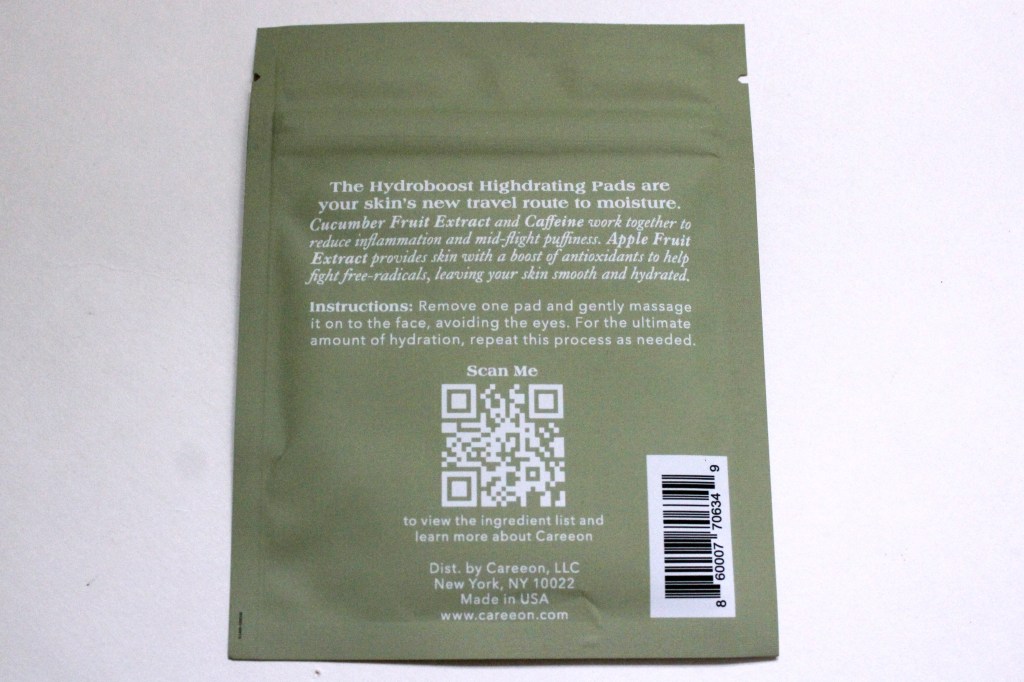 The Hydroboost Highdrating Pads are
your skin's new travel route to moisture.
Cucumber Fruit Extract and Caffeine work together to
reduce inflammation and mid-flight puffiness. Apple Fruit
Extract provides skin with a boost of antioxidants to help
fight free-radicals, leaving your skin smooth and hydrated.
Instructions: Remove one pad and gently massage
it on to the face, avoiding the eyes. For the ultimate
amount of hydration, repeat this process as needed.
Scan Me
to view the ingredient list and
learn more about Careeon
Dist. by Careeon, LLC
New York, NY 10022
Made in USA
www.careeon.com
8 60007 70634 9